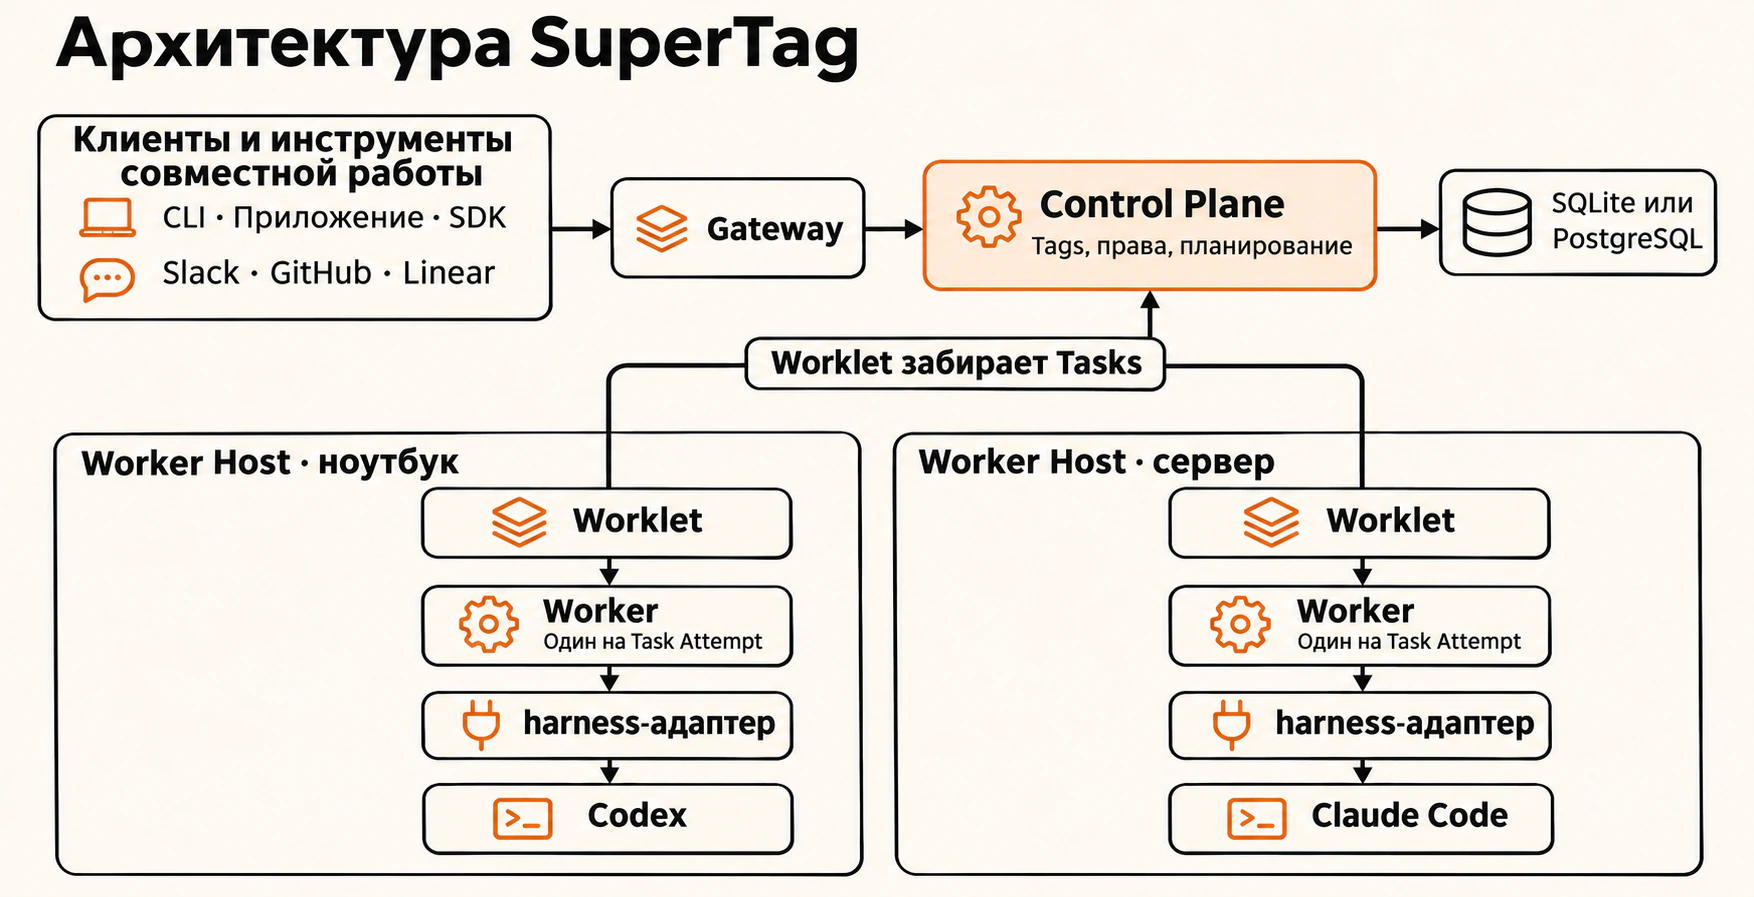 Архитектура SuperTag
Клиенты и инструменты
совместной работы
CLI · Приложение · SDK
Slack · GitHub · Linear
Gateway
Control Plane
Tags, права, планирование
SQLite или
PostgreSQL
Worklet забирает Tasks
Worker Host · ноутбук
Worklet
Worker
Один на Task Attempt
harness-адаптер
Codex
Worker Host · сервер
Worklet
Worker
Один на Task Attempt
harness-адаптер
Claude Code